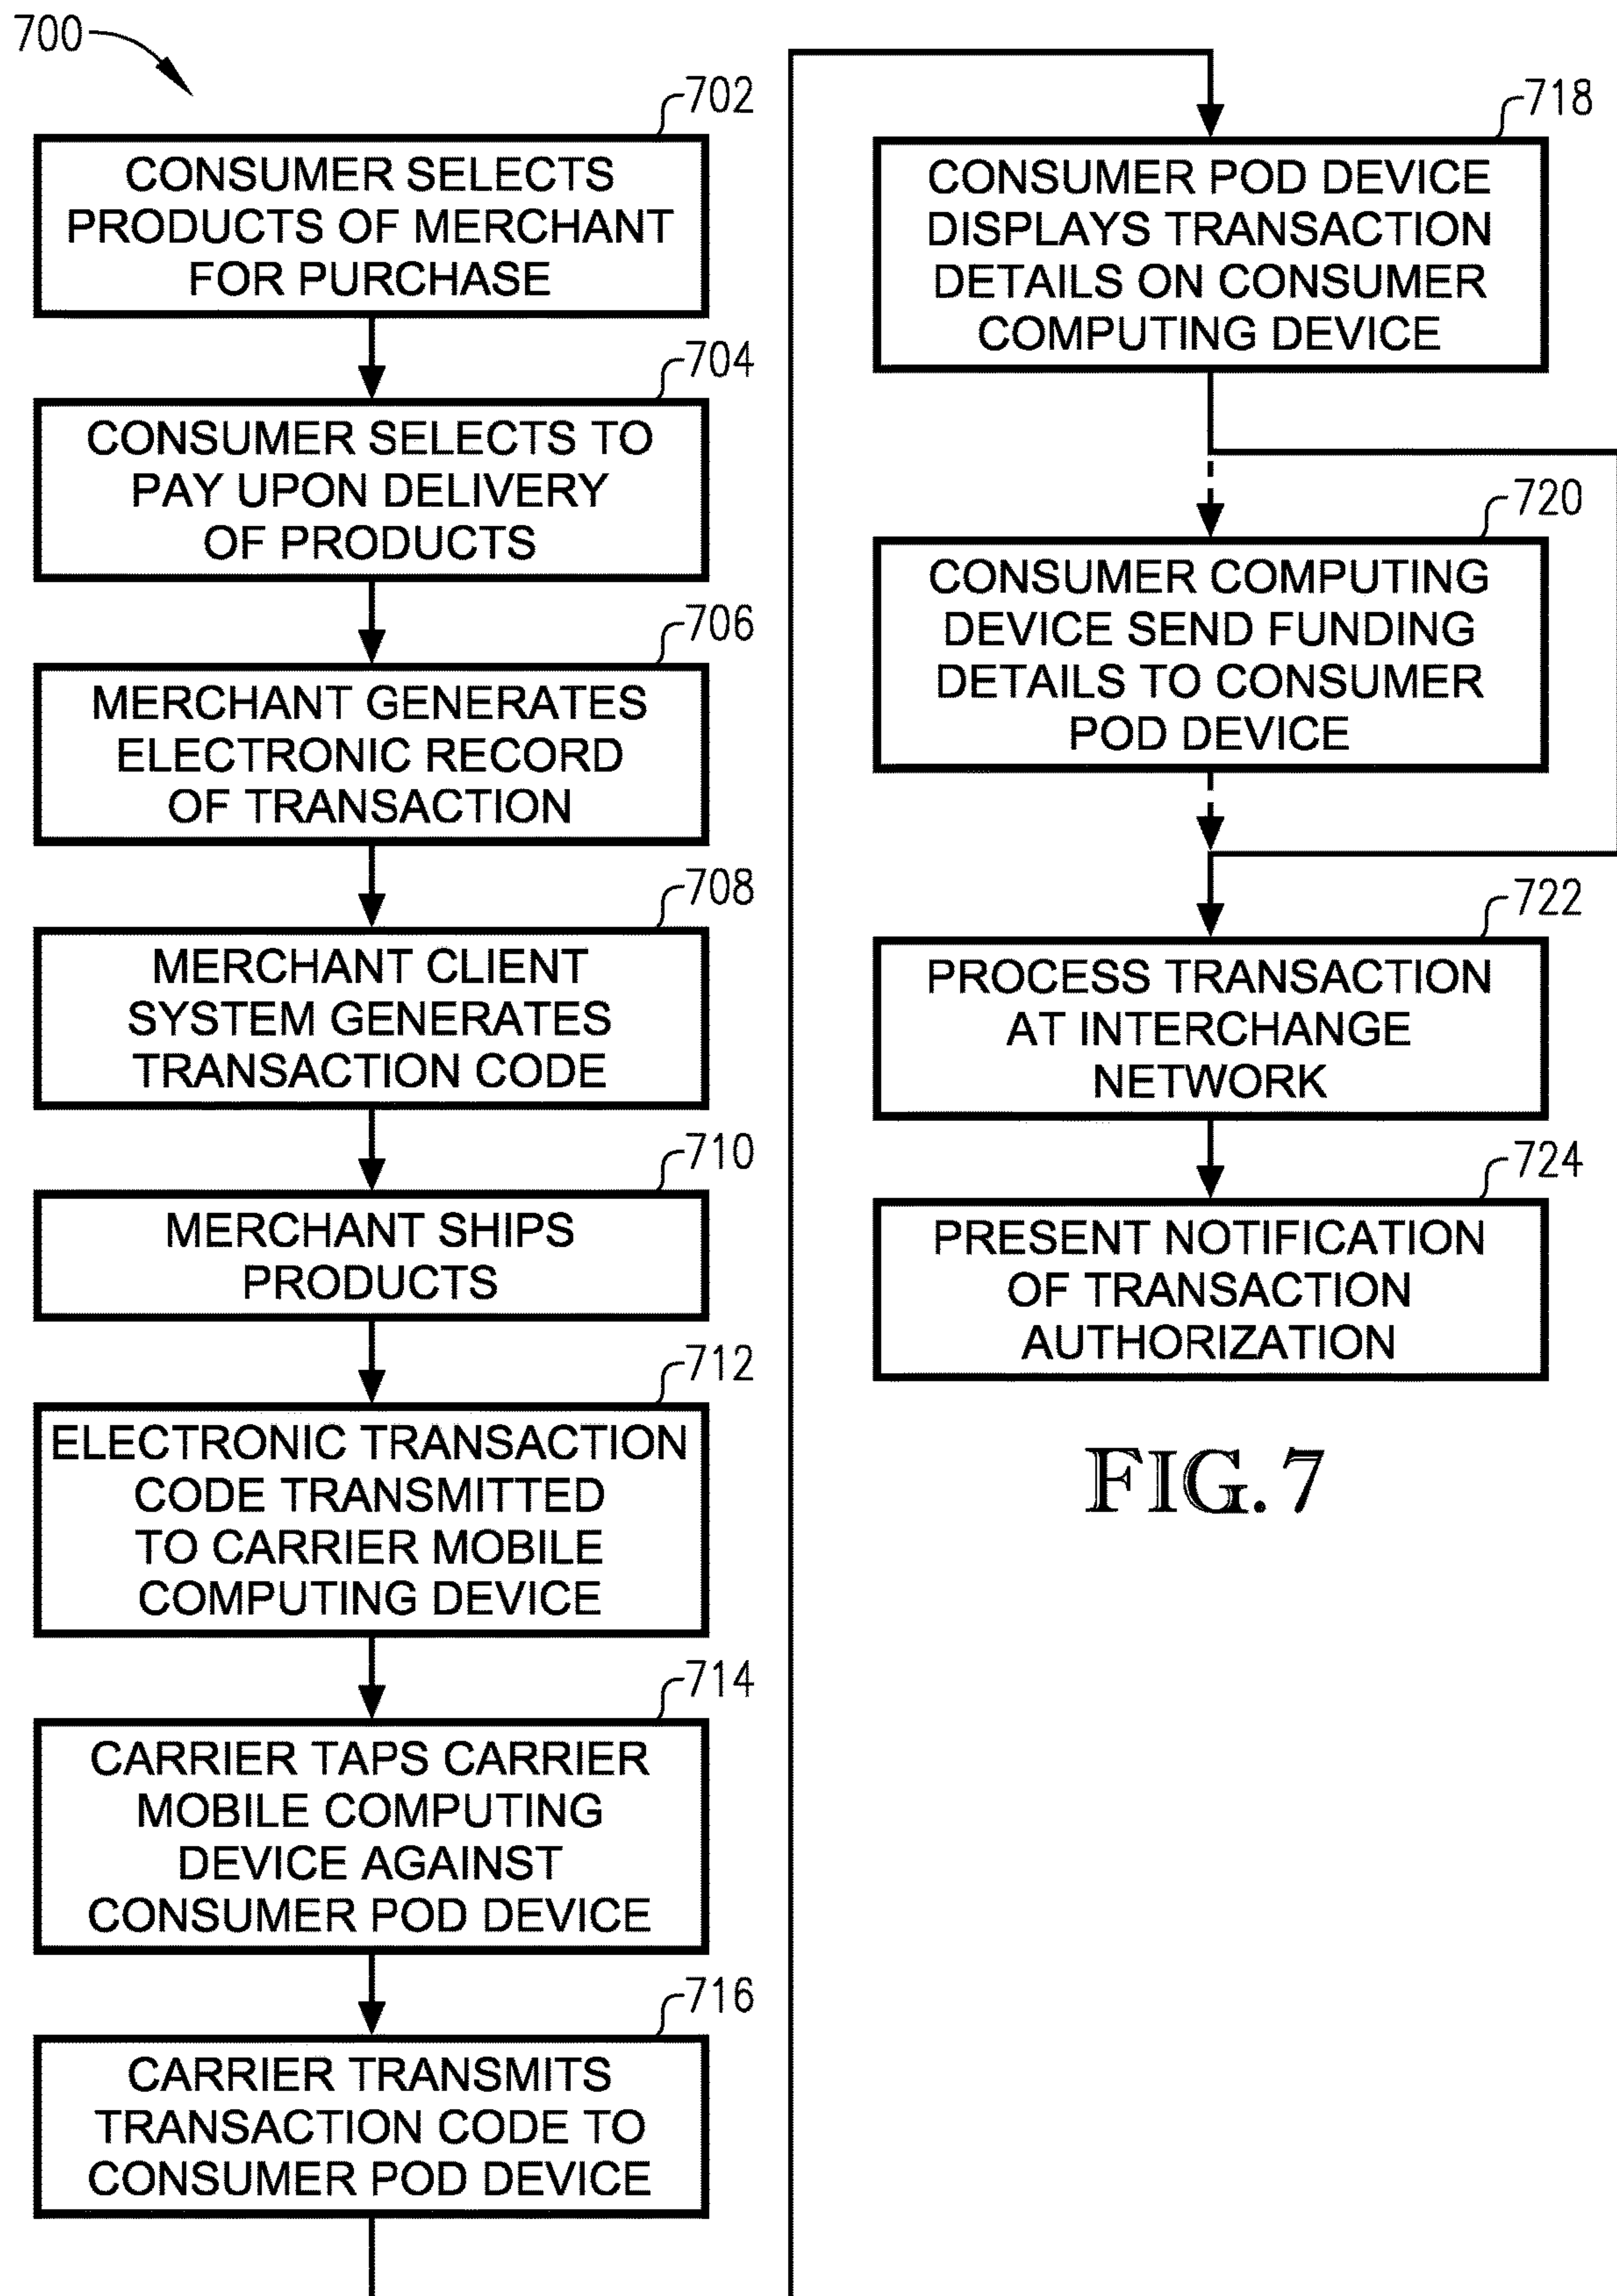 700
702
CONSUMER SELECTS
PRODUCTS OF MERCHANT
FOR PURCHASE
704
CONSUMER SELECTS TO
PAY UPON DELIVERY
OF PRODUCTS
706
MERCHANT GENERATES
ELECTRONIC RECORD
OF TRANSACTION
708
MERCHANT CLIENT
SYSTEM GENERATES
TRANSACTION CODE
710
MERCHANT SHIPS
PRODUCTS
712
ELECTRONIC TRANSACTION
CODE TRANSMITTED
TO CARRIER MOBILE
COMPUTING DEVICE
714
CARRIER TAPS CARRIER
MOBILE COMPUTING
DEVICE AGAINST
CONSUMER POD DEVICE
716
CARRIER TRANSMITS
TRANSACTION CODE TO
CONSUMER POD DEVICE
718
CONSUMER POD DEVICE
DISPLAYS TRANSACTION
DETAILS ON CONSUMER
COMPUTING DEVICE
720
CONSUMER COMPUTING
DEVICE SEND FUNDING
DETAILS TO CONSUMER
POD DEVICE
722
PROCESS TRANSACTION
AT INTERCHANGE
NETWORK
724
PRESENT NOTIFICATION
OF TRANSACTION
AUTHORIZATION
FIG. 7